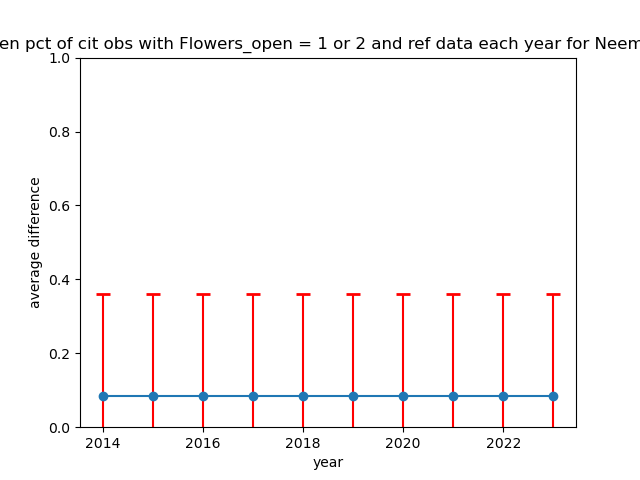 en pct of cit obs with Flowers_open = 1 or 2 and ref data each year for Neem
1.0
0.8
0.6
0.4
0.2
0.0
average difference
2014 2016 2018 2020 2022
year